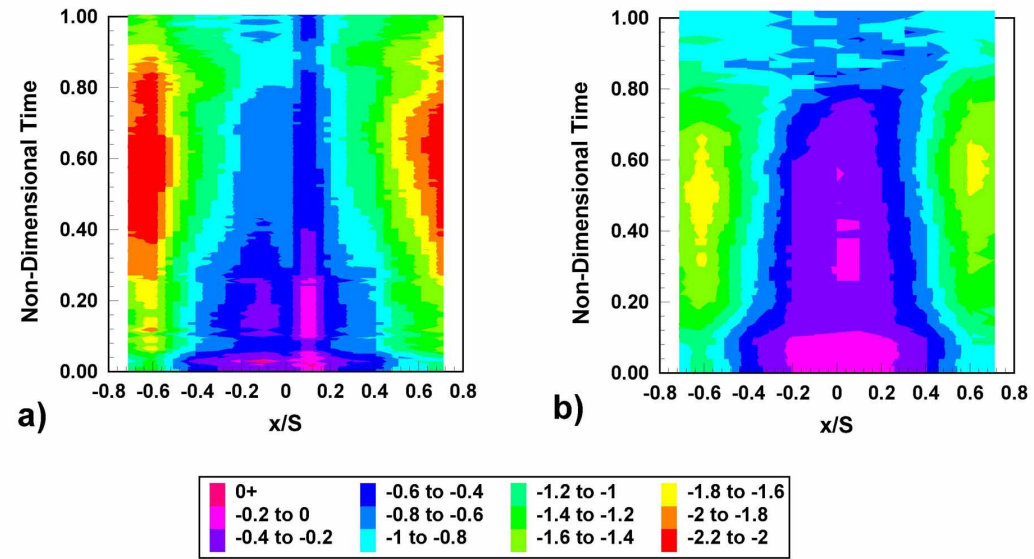 1.00
0.80
0.60
0.40
0.20
0.00
Non-Dimensional Time
-0.8 -0.6 -0.4 -0.2 0 0.2 0.4 0.6 0.8
x/S
a)
1.00
0.80
0.60
0.40
0.20
0.00
Non-Dimensional Time
-0.8 -0.6 -0.4 -0.2 0 0.2 0.4 0.6 0.8
x/S
b)
0+ -0.6 to -0.4 -1.2 to -1 -1.8 to -1.6
-0.2 to 0 -0.8 to -0.6 -1.4 to -1.2 -2 to -1.8
-0.4 to -0.2 -1 to -0.8 -1.6 to -1.4 -2.2 to -2